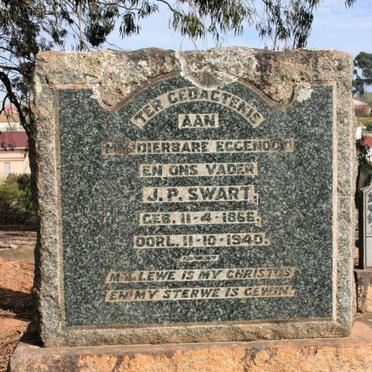 TER GEDAGTENIS
AAN
MY DIERBARE EGGENOOT
EN ONS VADER
J.P. SWART,
GEB. 11-4-1866.
OORL. 11-10-1940.
MY LEWE IS MY CHRISTUS
EN MY STERWE IS GEWIN.